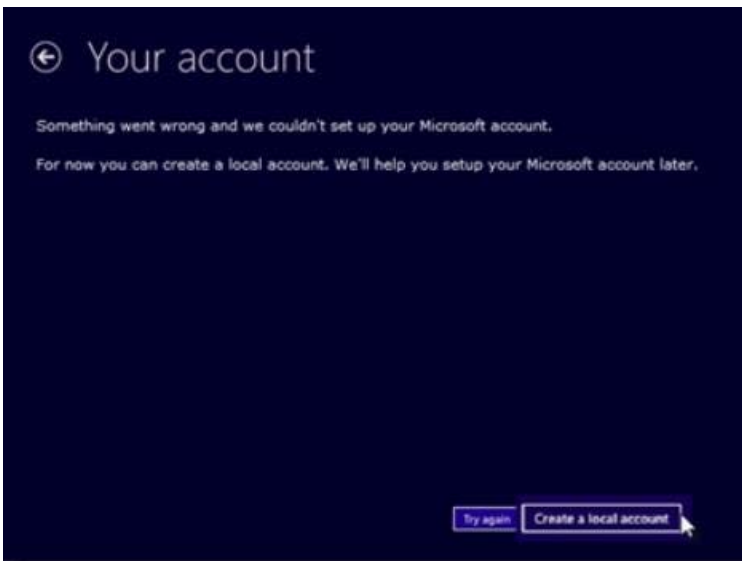 Your account
Something went wrong and we couldn't set up your Microsoft account.
For now you can create a local account. We'll help you setup your Microsoft account later.
Try again
Create a local account